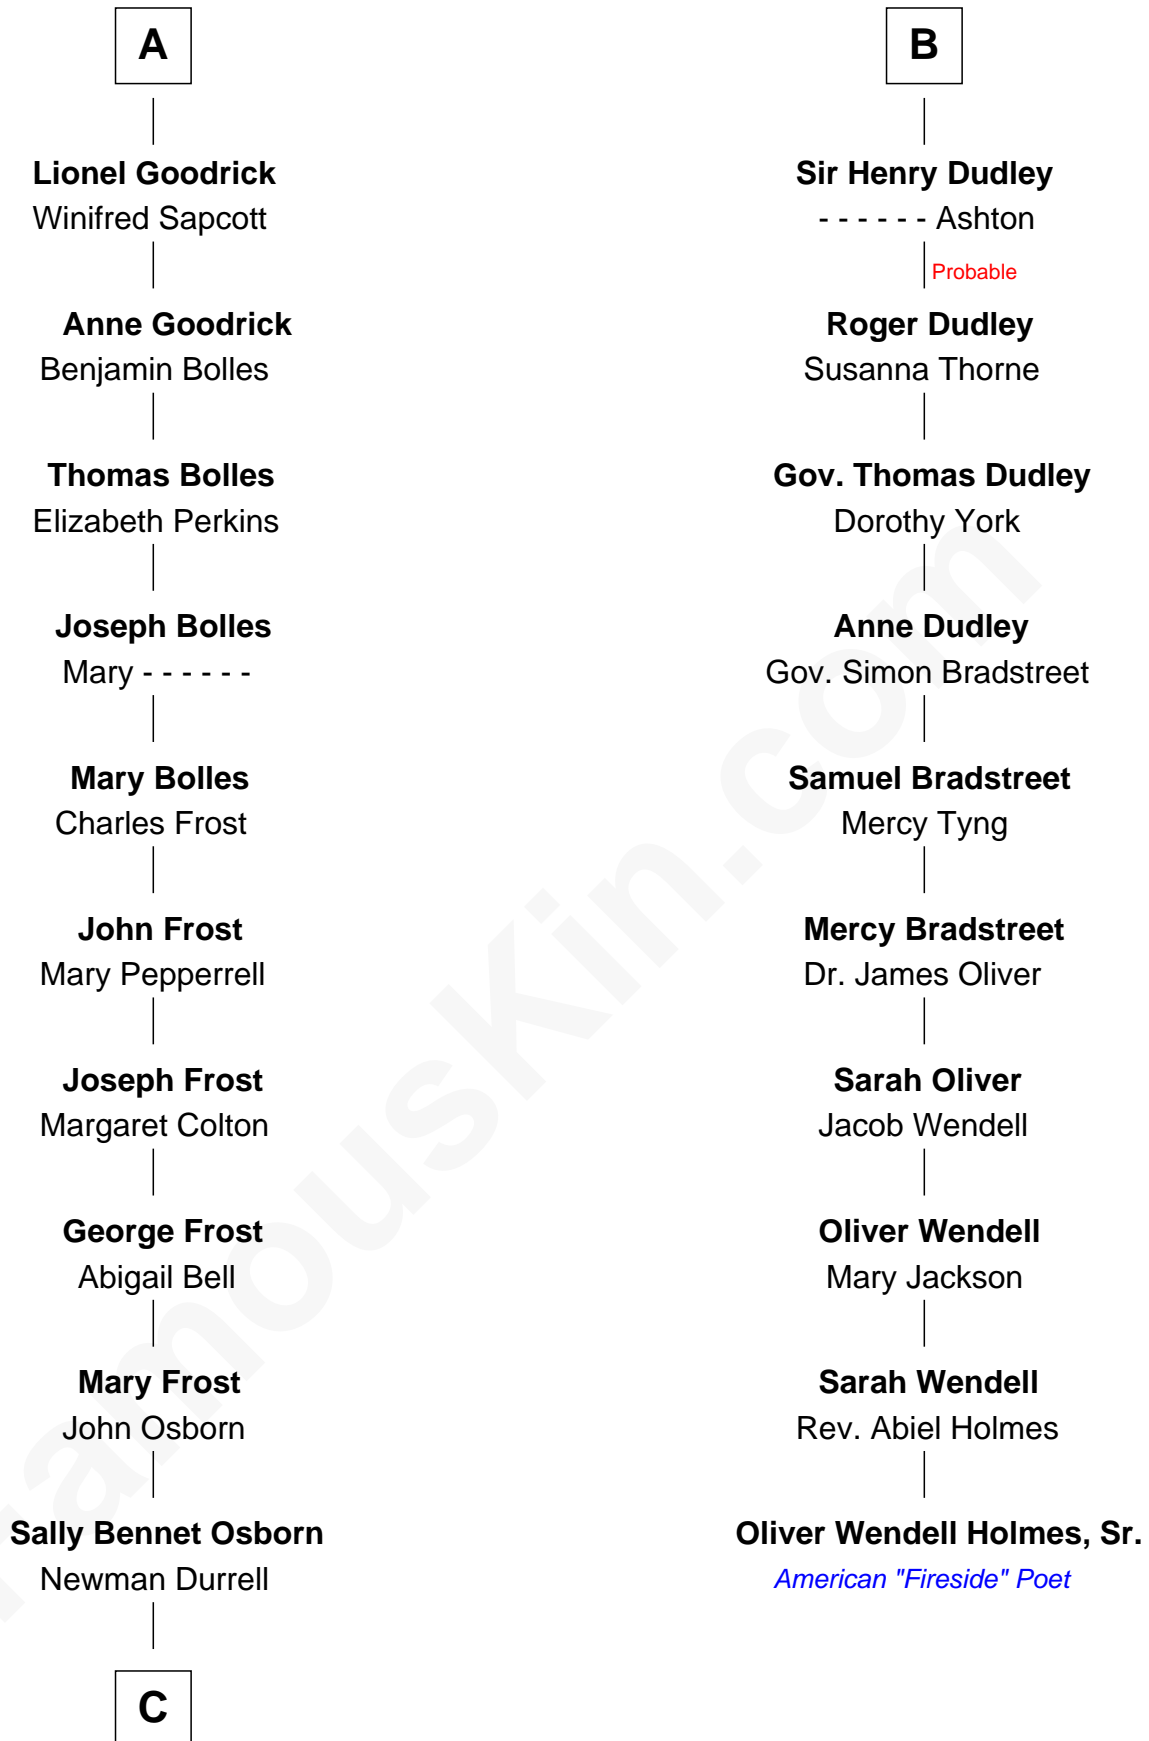 A
Lionel Goodrick
Winifred Sapcott
Anne Goodrick
Benjamin Bolles
Thomas Bolles
Elizabeth Perkins
Joseph Bolles
Mary - - - - - -
Mary Bolles
Charles Frost
John Frost
Mary Pepperrell
Joseph Frost
Margaret Colton
George Frost
Abigail Bell
Mary Frost
John Osborn
Sally Bennet Osborn
Newman Durrell
C
B
Sir Henry Dudley
- - - - - - Ashton
Probable
Roger Dudley
Susanna Thorne
Gov. Thomas Dudley
Dorothy York
Anne Dudley
Gov. Simon Bradstreet
Samuel Bradstreet
Mercy Tyng
Mercy Bradstreet
Dr. James Oliver
Sarah Oliver
Jacob Wendell
Oliver Wendell
Mary Jackson
Sarah Wendell
Rev. Abiel Holmes
Oliver Wendell Holmes, Sr.
American "Fireside" Poet
FamousKin.com